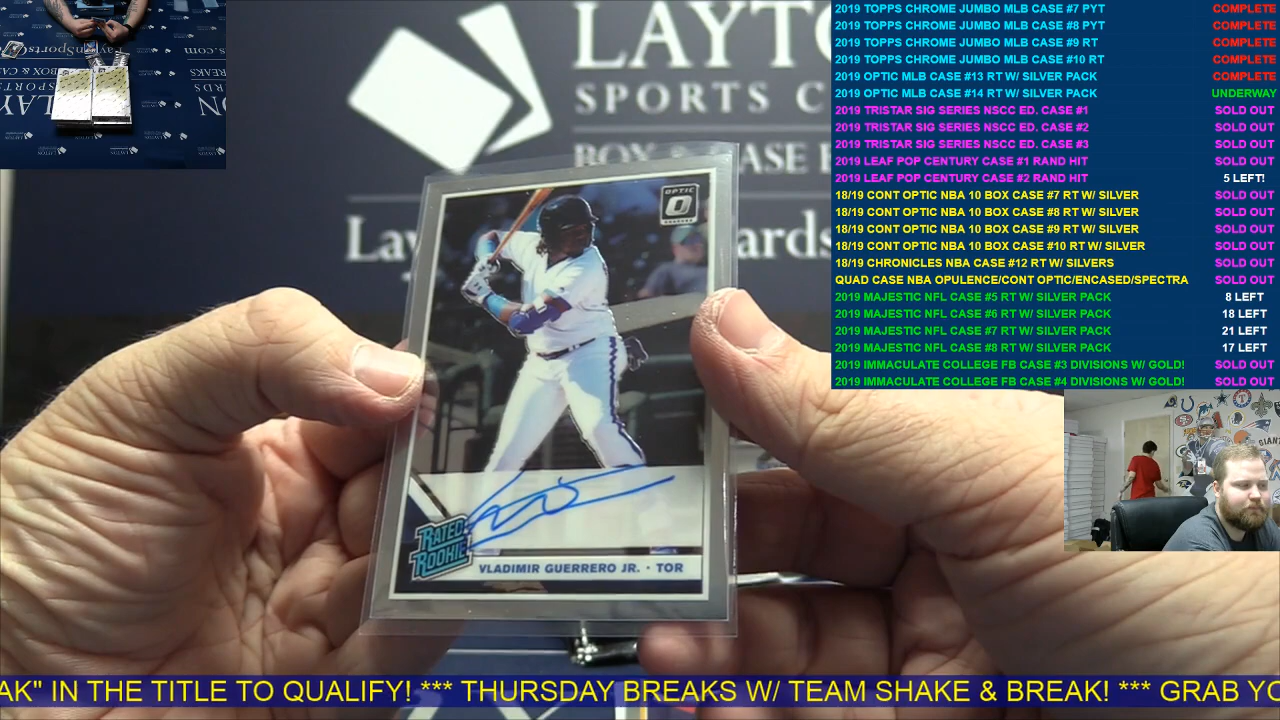 2019 TOPPS CHROME JUMBO MLB CASE #7 PYT COMPLETE
2019 TOPPS CHROME JUMBO MLB CASE #8 PYT COMPLETE
2019 TOPPS CHROME JUMBO MLB CASE #9 RT COMPLETE
2019 TOPPS CHROME JUMBO MLB CASE #10 RT COMPLETE
2019 OPTIC MLB CASE #13 RT W/ SILVER PACK COMPLETE
2019 OPTIC MLB CASE #14 RT W/ SILVER PACK UNDERWAY
2019 TRISTAR SIG SERIES NSCC ED. CASE #1 SOLD OUT
2019 TRISTAR SIG SERIES NSCC ED. CASE #2 SOLD OUT
2019 TRISTAR SIG SERIES NSCC ED. CASE #3 SOLD OUT
2019 LEAF POP CENTURY CASE #1 RAND HIT SOLD OUT
2019 LEAF POP CENTURY CASE #2 RAND HIT 5 LEFT!
18/19 CONT OPTIC NBA 10 BOX CASE #7 RT W/ SILVER SOLD OUT
18/19 CONT OPTIC NBA 10 BOX CASE #8 RT W/ SILVER SOLD OUT
18/19 CONT OPTIC NBA 10 BOX CASE #9 RT W/ SILVER SOLD OUT
18/19 CONT OPTIC NBA 10 BOX CASE #10 RT W/ SILVER SOLD OUT
18/19 CHRONICLES NBA CASE #12 RT W/ SILVERS SOLD OUT
QUAD CASE NBA OPULENCE/CONT OPTIC/ENCASED/SPECTRA SOLD OUT
2019 MAJESTIC NFL CASE #5 RT W/ SILVER PACK 8 LEFT
2019 MAJESTIC NFL CASE #6 RT W/ SILVER PACK 18 LEFT
2019 MAJESTIC NFL CASE #7 RT W/ SILVER PACK 21 LEFT
2019 MAJESTIC NFL CASE #8 RT W/ SILVER PACK 17 LEFT
2019 IMMACULATE COLLEGE FB CASE #3 DIVISIONS W/ GOLD! SOLD OUT
2019 IMMACULATE COLLEGE FB CASE #4 DIVISIONS W/ GOLD! SOLD OUT
LAYTO
SPORTS C
BOX & CASE
Lay ards
OPTIC
RATED
ROOKIE
VLADIMIR GUERRERO JR. · TOR
AK" IN THE TITLE TO QUALIFY! *** THURSDAY BREAKS W/ TEAM SHAKE & BREAK! *** GRAB YO